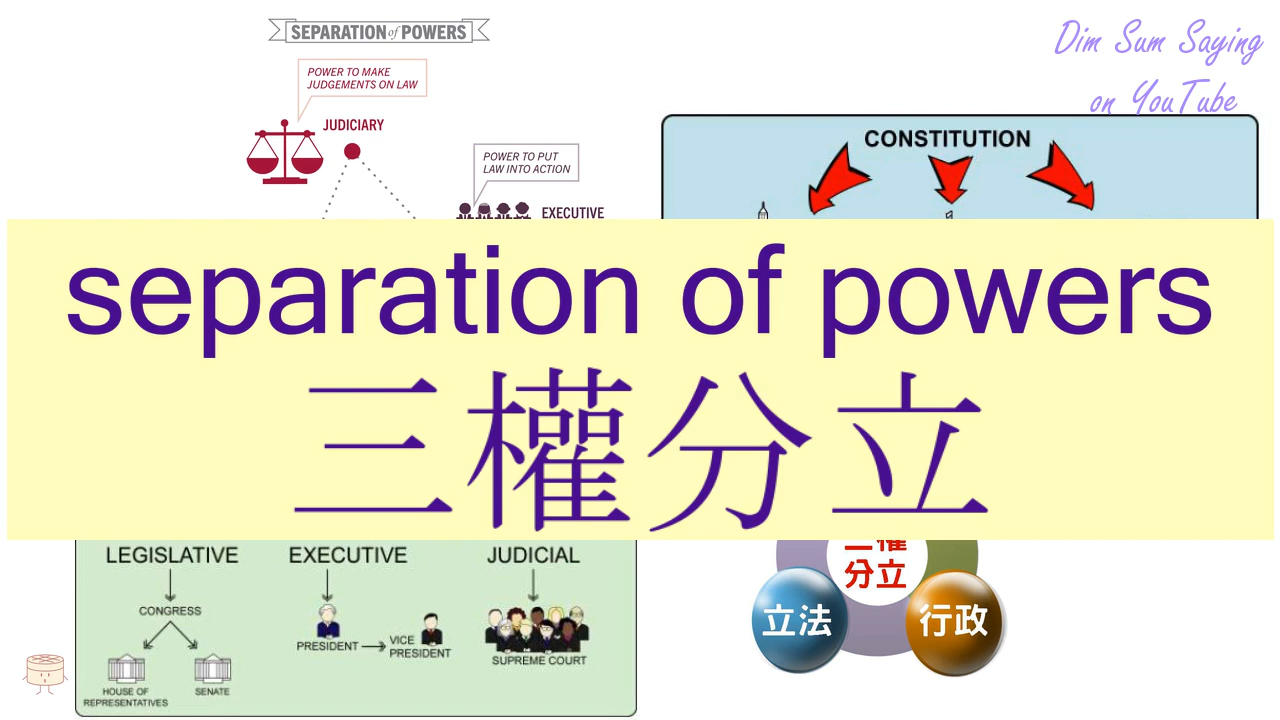 SEPARATION of POWERS
POWER TO MAKE
JUDGEMENTS ON LAW
JUDICIARY
POWER TO PUT
LAW INTO ACTION
EXECUTIVE
Dim Sum Saying
on YouTube
CONSTITUTION
separation of powers
三權分立
LEGISLATIVE
EXECUTIVE
JUDICIAL
CONGRESS
PRESIDENT
VICE
PRESIDENT
SUPREME COURT
HOUSE OF
REPRESENTATIVES
SENATE
三權
分立
立法
行政